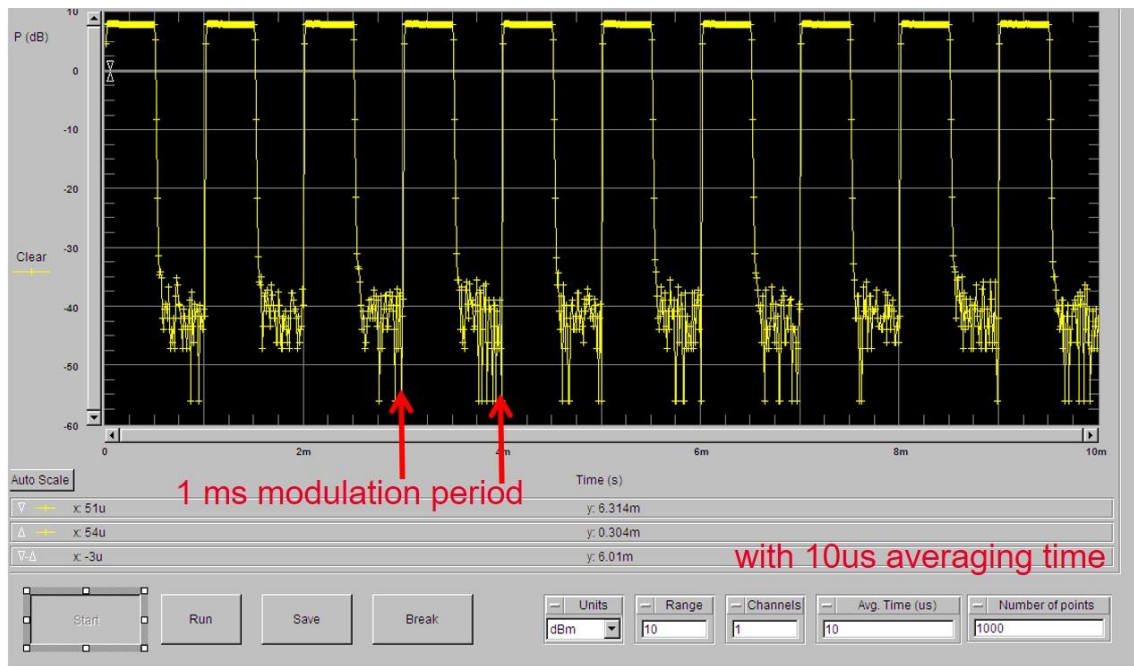 10
P (dB)
0
-10
-20
-30
Clear
-40
-50
-60
0 2m 4m 6m 8m 10m
Auto Scale Time (s)
1 ms modulation period
x: 51u y: 6.314m
x: 54u y: 0.304m
x: -3u y: 6.01m
with 10us averaging time
Start Run Save Break
Units Range Channels Avg. Time (us) Number of points
dBm 10 1 10 1000